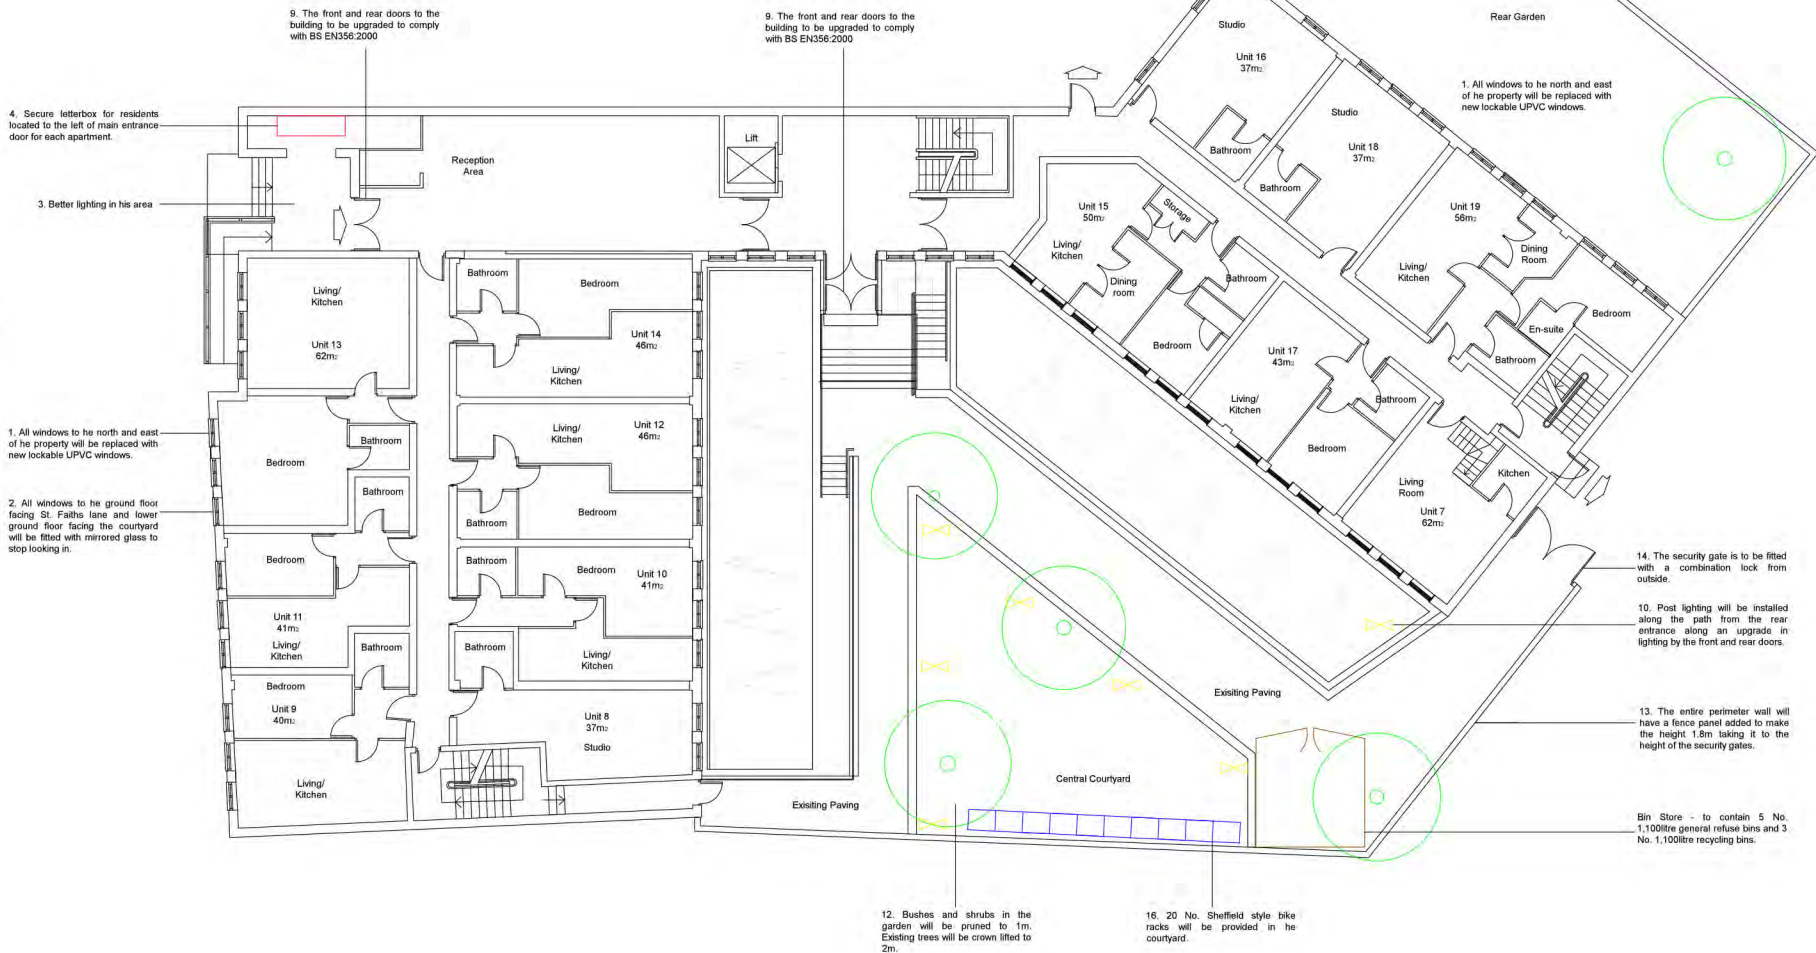 9. The front and rear doors to the
building to be upgraded to comply
with BS EN356:2000
9. The front and rear doors to the
building to be upgraded to comply
with BS EN356:2000
Rear Garden
Studio
Unit 16
37m2
1. All windows to he north and east
of he property will be replaced with
new lockable UPVC windows.
4. Secure letterbox for residents
located to the left of main entrance
door for each apartment.
Reception
Area
Lift
Studio
Unit 18
37m2
Bathroom
Bathroom
3. Better lighting in his area
Unit 15
50m2
Storage
Living/
Kitchen
Dining
room
Bathroom
Bedroom
Unit 19
56m2
Dining
Room
Living/
Kitchen
Bedroom
En-suite
Bathroom
Living/
Kitchen
Unit 13
62m2
Bathroom
Bedroom
Unit 14
46m2
Living/
Kitchen
Unit 17
43m2
Living/
Kitchen
Bathroom
Bedroom
Living/
Kitchen
Unit 12
46m2
Bathroom
Bedroom
1. All windows to he north and east
of he property will be replaced with
new lockable UPVC windows.
Bedroom
Bathroom
Bathroom
Kitchen
Living
Room
Unit 7
62m2
2. All windows to he ground floor
facing St. Faiths lane and lower
ground floor facing the courtyard
will be fitted with mirrored glass to
stop looking in.
Bedroom
Bathroom
Bedroom
Unit 10
41m2
14. The security gate is to be fitted
with a combination lock from
outside.
Unit 11
41m2
Living/
Kitchen
Bathroom
Bathroom
Living/
Kitchen
10. Post lighting will be installed
along the path from the rear
entrance along an upgrade in
lighting by the front and rear doors.
Bedroom
Unit 9
40m2
Unit 8
37m2
Studio
Exisiting Paving
13. The entire perimeter wall will
have a fence panel added to make
the height 1.8m taking it to the
height of the security gates.
Living/
Kitchen
Exisiting Paving
Central Courtyard
Bin Store - to contain 5 No.
1,100litre general refuse bins and 3
No. 1,100litre recycling bins.
12. Bushes and shrubs in the
garden will be pruned to 1m.
Existing trees will be crown lifted to
2m.
16. 20 No. Sheffield style bike
racks will be provided in he
courtyard.